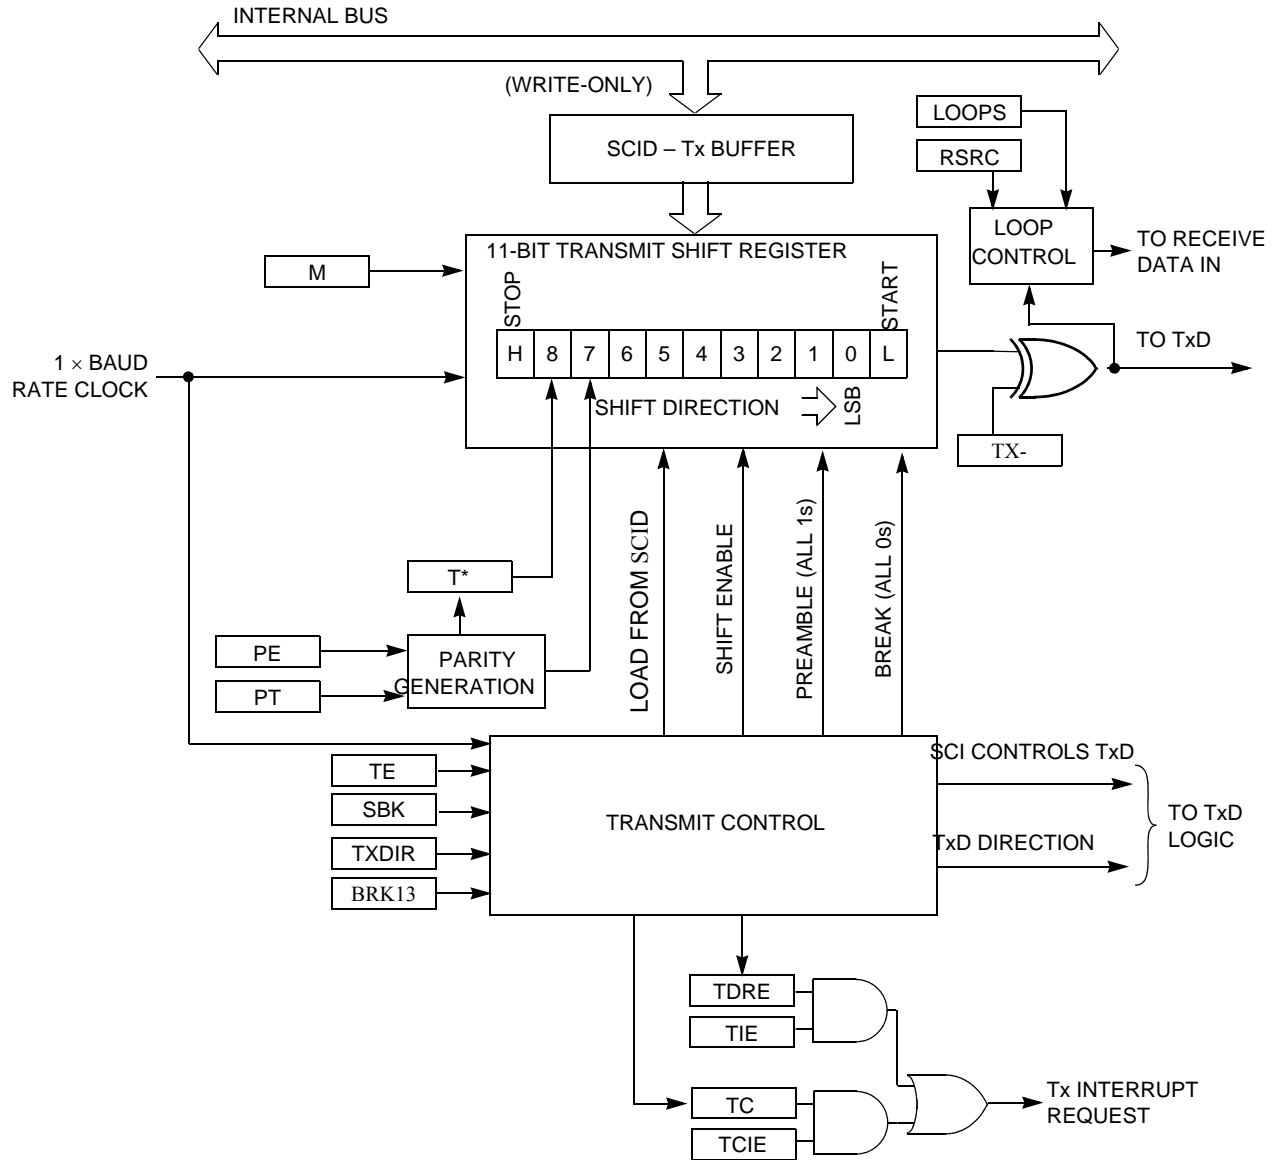 INTERNAL BUS
(WRITE-ONLY)
SCID – Tx BUFFER
LOOPS
RSRC
LOOP
CONTROL
TO RECEIVE
DATA IN
11-BIT TRANSMIT SHIFT REGISTER
M
STOP
START
H 8 7 6 5 4 3 2 1 0 L
1 × BAUD
RATE CLOCK
TO TxD
SHIFT DIRECTION
LSB
TX-
LOAD FROM SCID
SHIFT ENABLE
PREAMBLE (ALL 1s)
BREAK (ALL 0s)
T*
PE
PT
PARITY
GENERATION
TE
SBK
TXDIR
BRK13
TRANSMIT CONTROL
SCI CONTROLS TxD
TxD DIRECTION
TO TxD
LOGIC
TDRE
TIE
TC
TCIE
Tx INTERRUPT
REQUEST